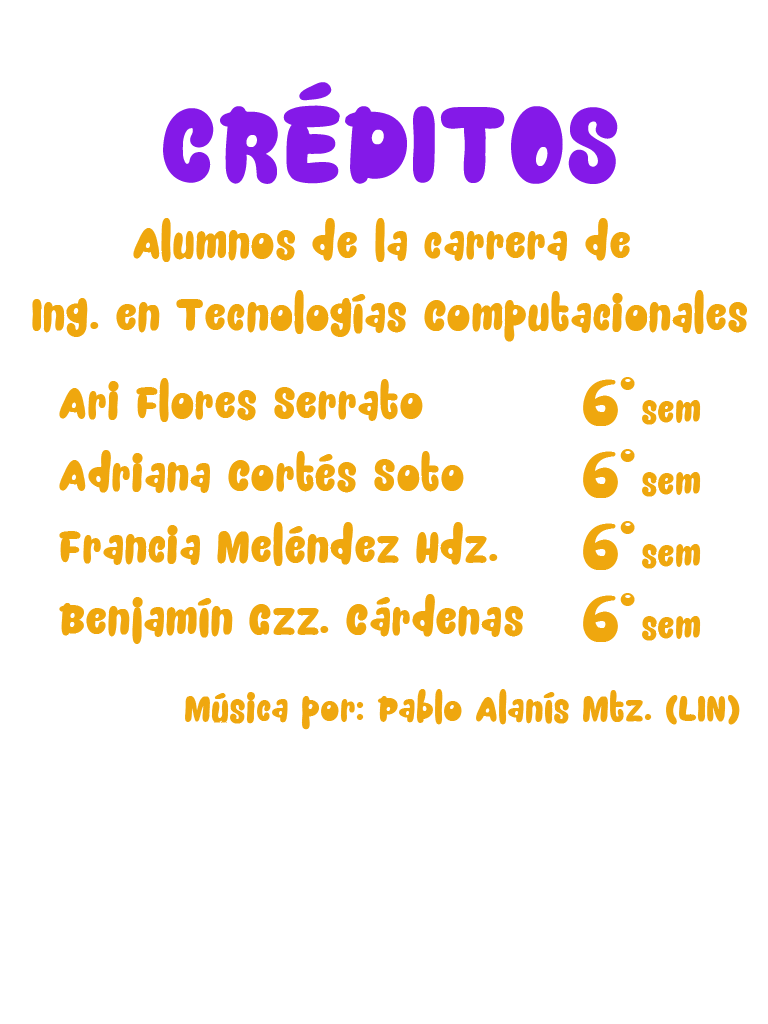 CRÉDITOS
Alumnos de la carrera de
Ing. en Tecnologías Computacionales
Ari Flores Serrato 6° sem
Adriana Cortés Soto 6° sem
Francia Meléndez Hdz. 6° sem
Benjamín Gzz. Cárdenas 6° sem
Música por: Pablo Alanís Mtz. (LIN)